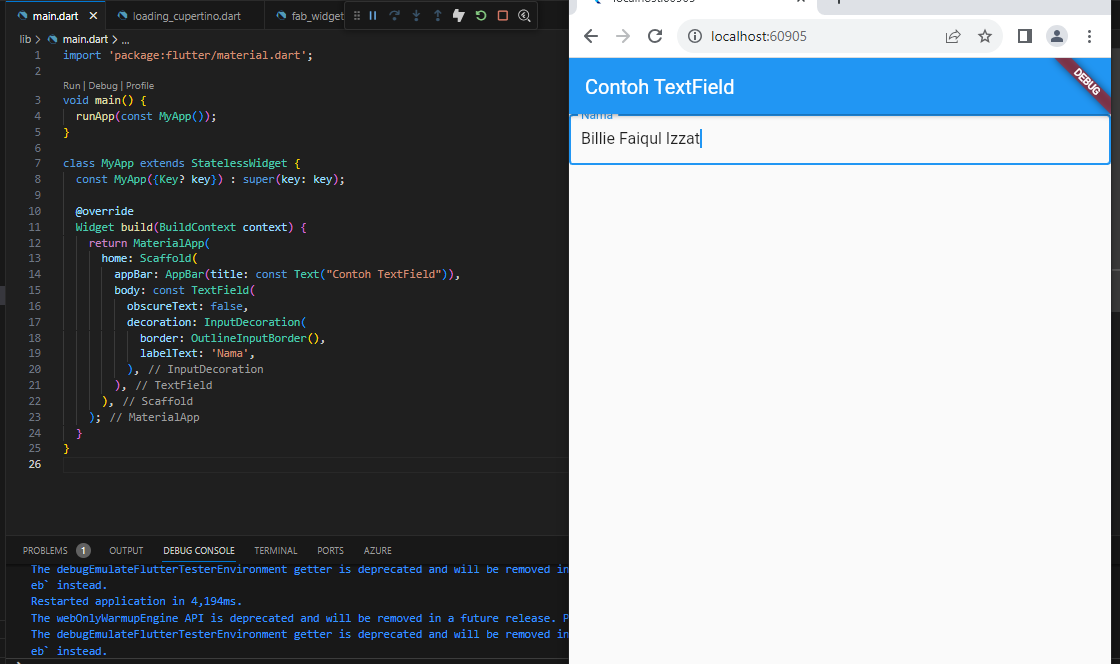 main.dart
loading_cupertino.dart
fab_widget
lib > main.dart > ...
1 import 'package:flutter/material.dart';
2
Run | Debug | Profile
3 void main() {
4 runApp(const MyApp());
5 }
6
7 class MyApp extends StatelessWidget {
8 const MyApp({Key? key}) : super(key: key);
9
10 @override
11 Widget build(BuildContext context) {
12 return MaterialApp(
13 home: Scaffold(
14 appBar: AppBar(title: const Text("Contoh TextField")),
15 body: const TextField(
16 obscureText: false,
17 decoration: InputDecoration(
18 border: OutlineInputBorder(),
19 labelText: 'Nama',
20 ), // InputDecoration
21 ), // TextField
22 ), // Scaffold
23 ); // MaterialApp
24 }
25 }
26
PROBLEMS 1 OUTPUT DEBUG CONSOLE TERMINAL PORTS AZURE
The debugEmulateFlutterTesterEnvironment getter is deprecated and will be removed in
eb` instead.
Restarted application in 4,194ms.
The webOnlyWarmupEngine API is deprecated and will be removed in a future release. P
The debugEmulateFlutterTesterEnvironment getter is deprecated and will be removed in
eb` instead.
localhost:60905
localhost:60905
Contoh TextField
DEBUG
Nama
Billie Faiqul Izzat